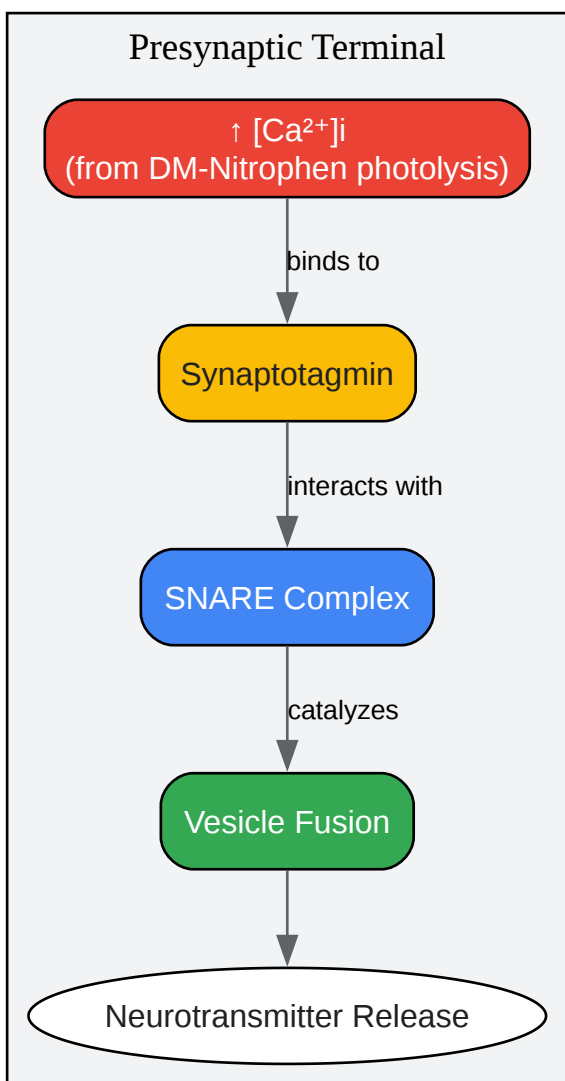 Presynaptic Terminal
↑ [Ca²⁺]i
(from DM-Nitrophen photolysis)
binds to
Synaptotagmin
interacts with
SNARE Complex
catalyzes
Vesicle Fusion
Neurotransmitter Release